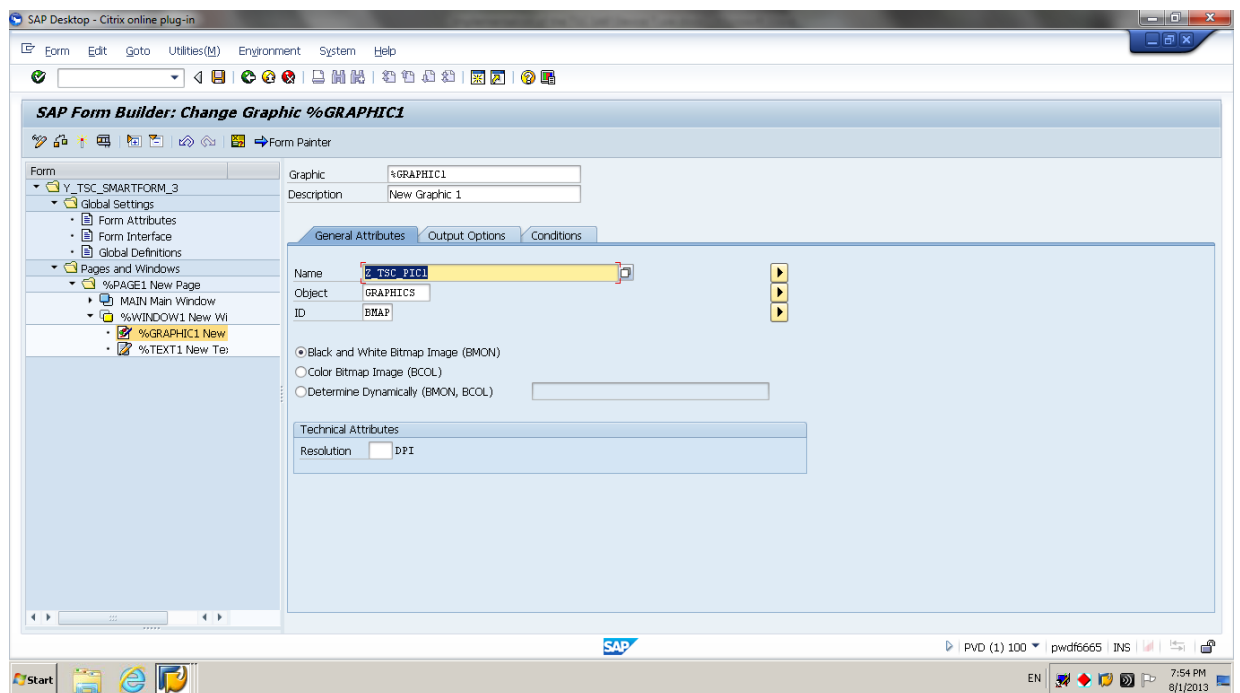 SAP Desktop - Citrix online plug-in
Form Edit Goto Utilities(M) Environment System Help
SAP Form Builder: Change Graphic %GRAPHIC1
Form Painter
Form
Y_TSC_SMARTFORM_3
Global Settings
Form Attributes
Form Interface
Global Definitions
Pages and Windows
%PAGE1 New Page
MAIN Main Window
%WINDOW1 New Wi
%GRAPHIC1 New
%TEXT1 New Te
Graphic %GRAPHIC1
Description New Graphic 1
General Attributes Output Options Conditions
Name Z_TSC_PIC1
Object GRAPHICS
ID BMAP
Black and White Bitmap Image (BMON)
Color Bitmap Image (BCOL)
Determine Dynamically (BMON, BCOL)
Technical Attributes
Resolution DPI
SAP
PVD (1) 100 pwdf6665 INS
Start
EN 7:54 PM
8/1/2013